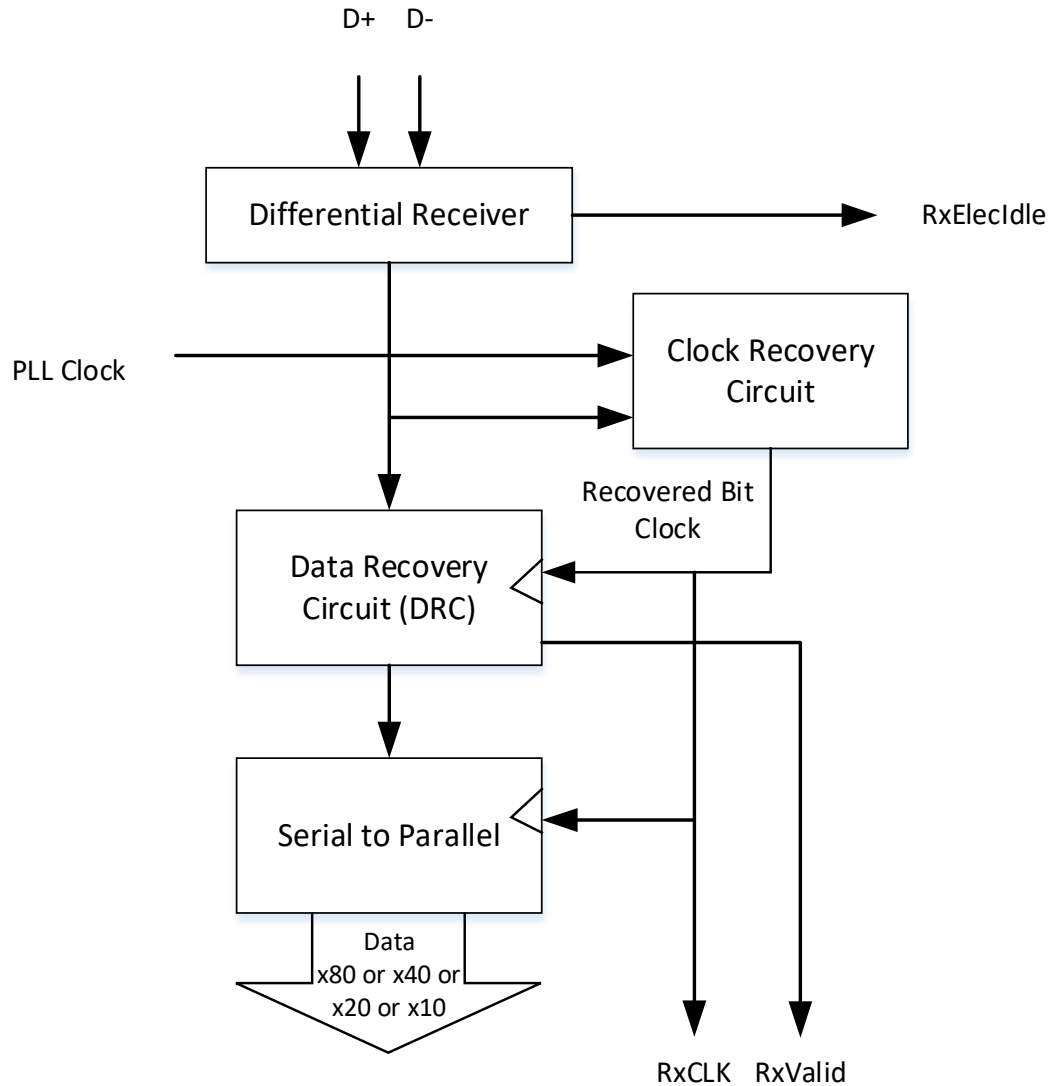 D+ D-
Differential Receiver
RxElecIdle
PLL Clock
Clock Recovery
Circuit
Recovered Bit
Clock
Data Recovery
Circuit (DRC)
Serial to Parallel
Data
x80 or x40 or
x20 or x10
RxCLK RxValid